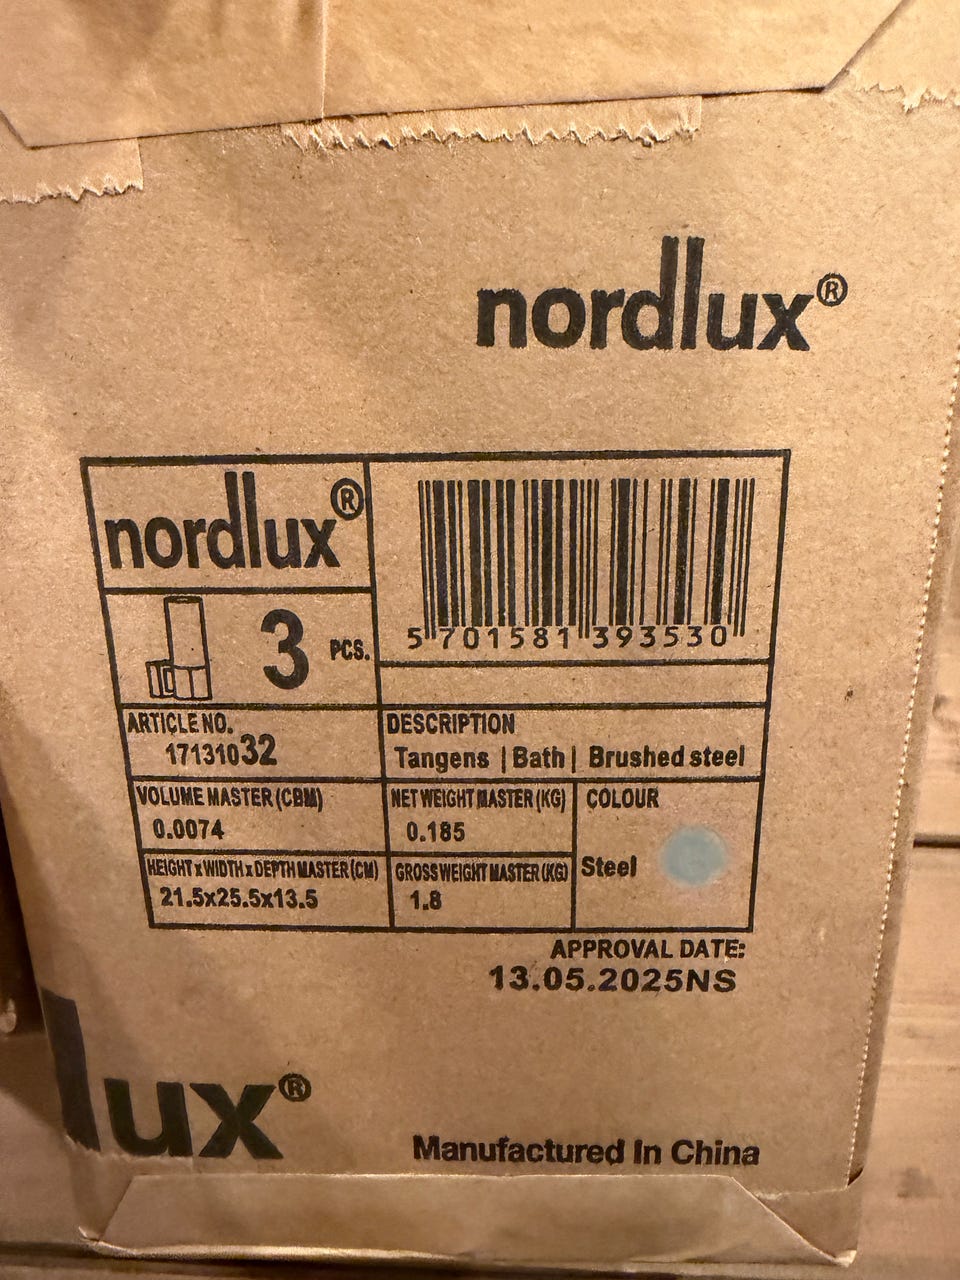 nordlux®
nordlux®
5 701581 393530
3 PCS.
ARTICLE NO.
17131032
DESCRIPTION
Tangens | Bath | Brushed steel
VOLUME MASTER (CBM)
0.0074
NET WEIGHT MASTER (KG)
0.185
COLOUR
Steel
HEIGHT x WIDTH x DEPTH MASTER (CM)
21.5x25.5x13.5
GROSS WEIGHT MASTER (KG)
1.8
APPROVAL DATE:
13.05.2025NS
lux®
Manufactured In China